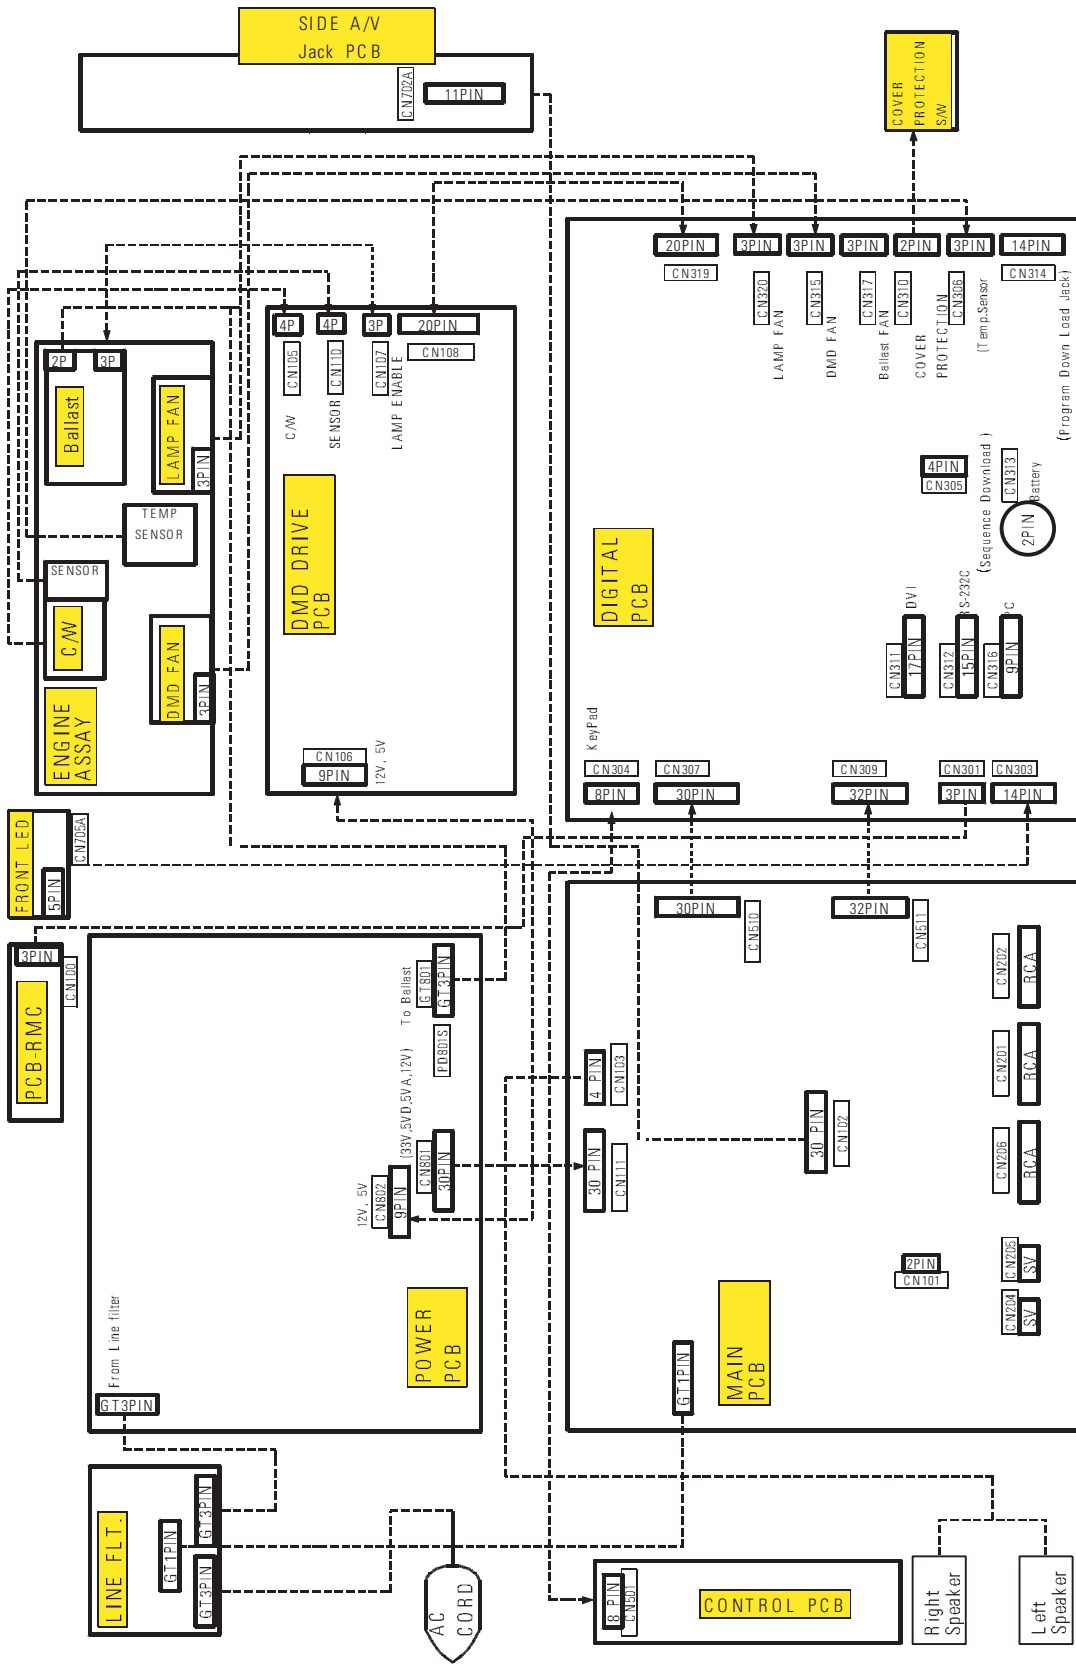 SIDE A/V
Jack PCB
CN702A
11PIN
COVER
PROTECTION
S/W
20PIN
3PIN
3PIN
3PIN
2PIN
3PIN
14PIN
CN319
CN320
CN315
CN317
CN310
CN306
CN314
LAMP FAN
DMD FAN
Ballast FAN
COVER
PROTECTION
(Temp.Sensor)
(Program Down Load Jack)
4PIN
CN305
(Sequence Download )
CN313
2PIN
Battery
DIGITAL
PCB
CN311
17PIN
DVI
CN312
15PIN
RS-232C
CN316
9PIN
PC
KeyPad
CN304
CN307
CN309
CN301
CN303
8PIN
30PIN
32PIN
3PIN
14PIN
2P
3P
Ballast
LAMP FAN
3PIN
TEMP
SENSOR
SENSOR
C/W
DMD FAN
3PIN
ENGINE
ASSAY
4P
4P
3P
20PIN
CN105
CN110
CN107
CN108
C/W
SENSOR
LAMP ENABLE
DMD DRIVE
PCB
CN106
9PIN
12V, 5V
FRONT LED
5PIN
CN705A
3PIN
CN100
PCB-RMC
To Ballast
GT801
GT3PIN
PD801S
(33V,5VD,5VA,12V)
CN801
30PIN
12V, 5V
CN802
9PIN
POWER
PCB
From Line filter
GT3PIN
30PIN
CN510
32PIN
CN511
4 PIN
CN103
30 PIN
CN111
30 PIN
CN102
CN202
RCA
CN201
RCA
CN206
RCA
CN205
SV
CN204
SV
2PIN
CN101
GT1PIN
MAIN
PCB
LINE FLT.
GT1PIN
GT3PIN
GT3PIN
AC
CORD
8 PIN
CN501
CONTROL PCB
Right
Speaker
Left
Speaker